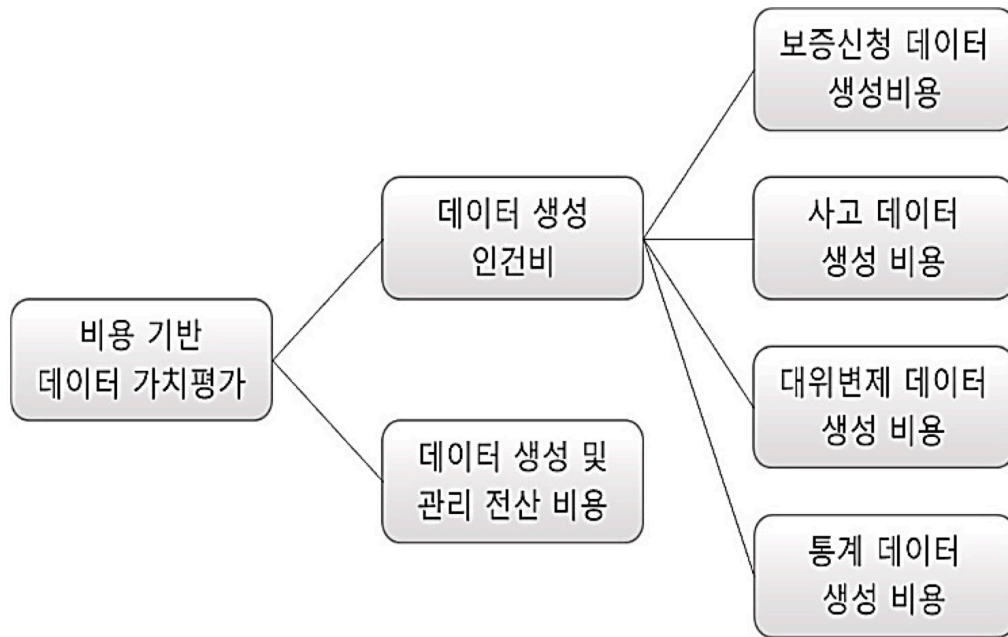 비용 기반
데이터 가치평가
데이터 생성
인건비
데이터 생성 및
관리 전산 비용
보증신청 데이터
생성비용
사고 데이터
생성 비용
대위변제 데이터
생성 비용
통계 데이터
생성 비용